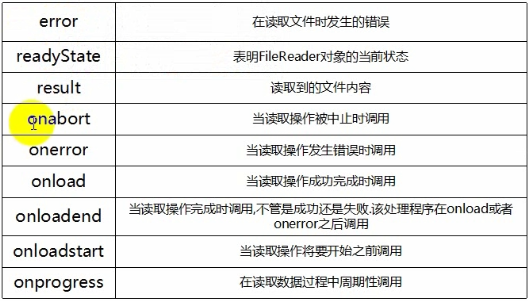 error
在读取文件时发生的错误
readyState
表明FileReader对象的当前状态
result
读取到的文件内容
onabort
当读取操作被中止时调用
onerror
当读取操作发生错误时调用
onload
当读取操作成功完成时调用
onloadend
当读取操作完成时调用,不管是成功还是失败.该处理程序在onload或者
onerror之后调用
onloadstart
当读取操作将要开始之前调用
onprogress
在读取数据过程中周期性调用